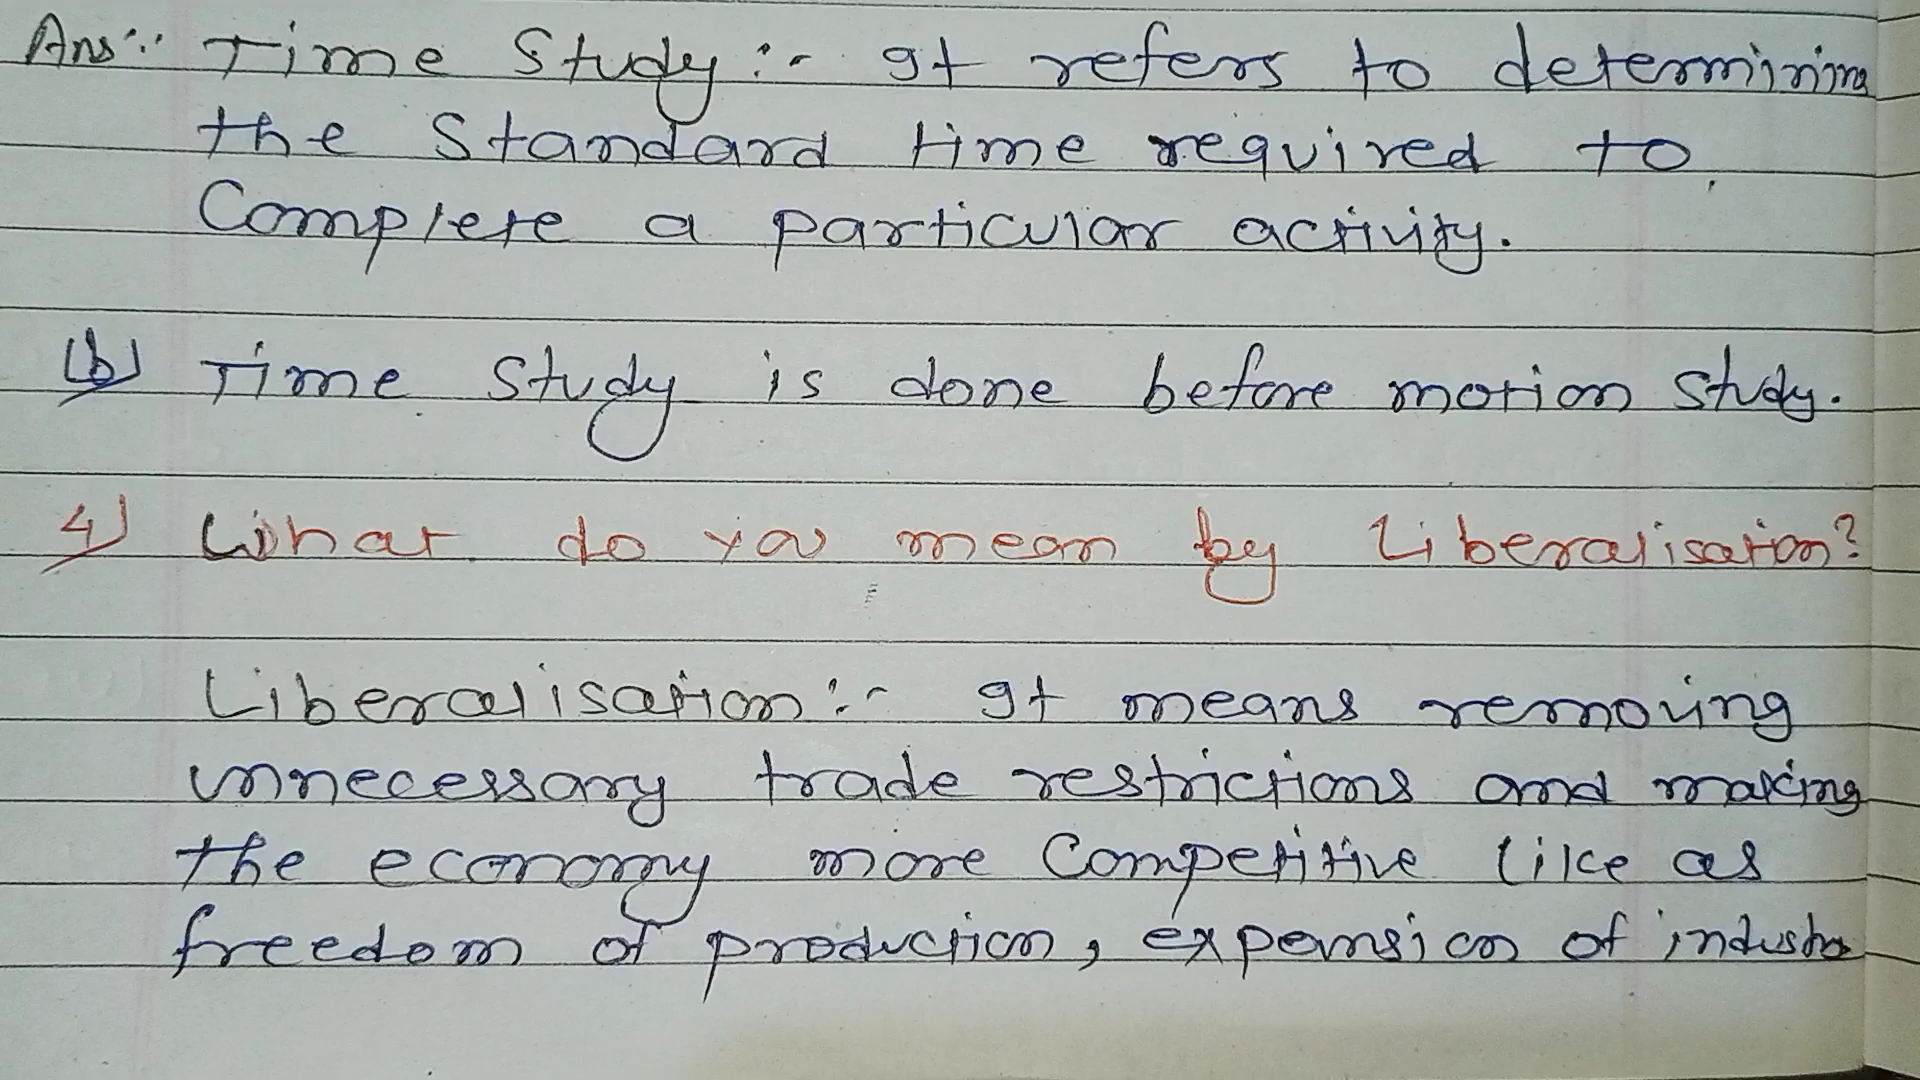 Ans:- Time Study:- It refers to determining
the Standard time required to
Complete a particular activity.
(b) Time Study is done before motion Study.
4) What do you mean by Liberalisation?
Liberalisation:- It means removing
unnecessary trade restrictions and making
the economy more Competitive like as
freedom of production, expansion of